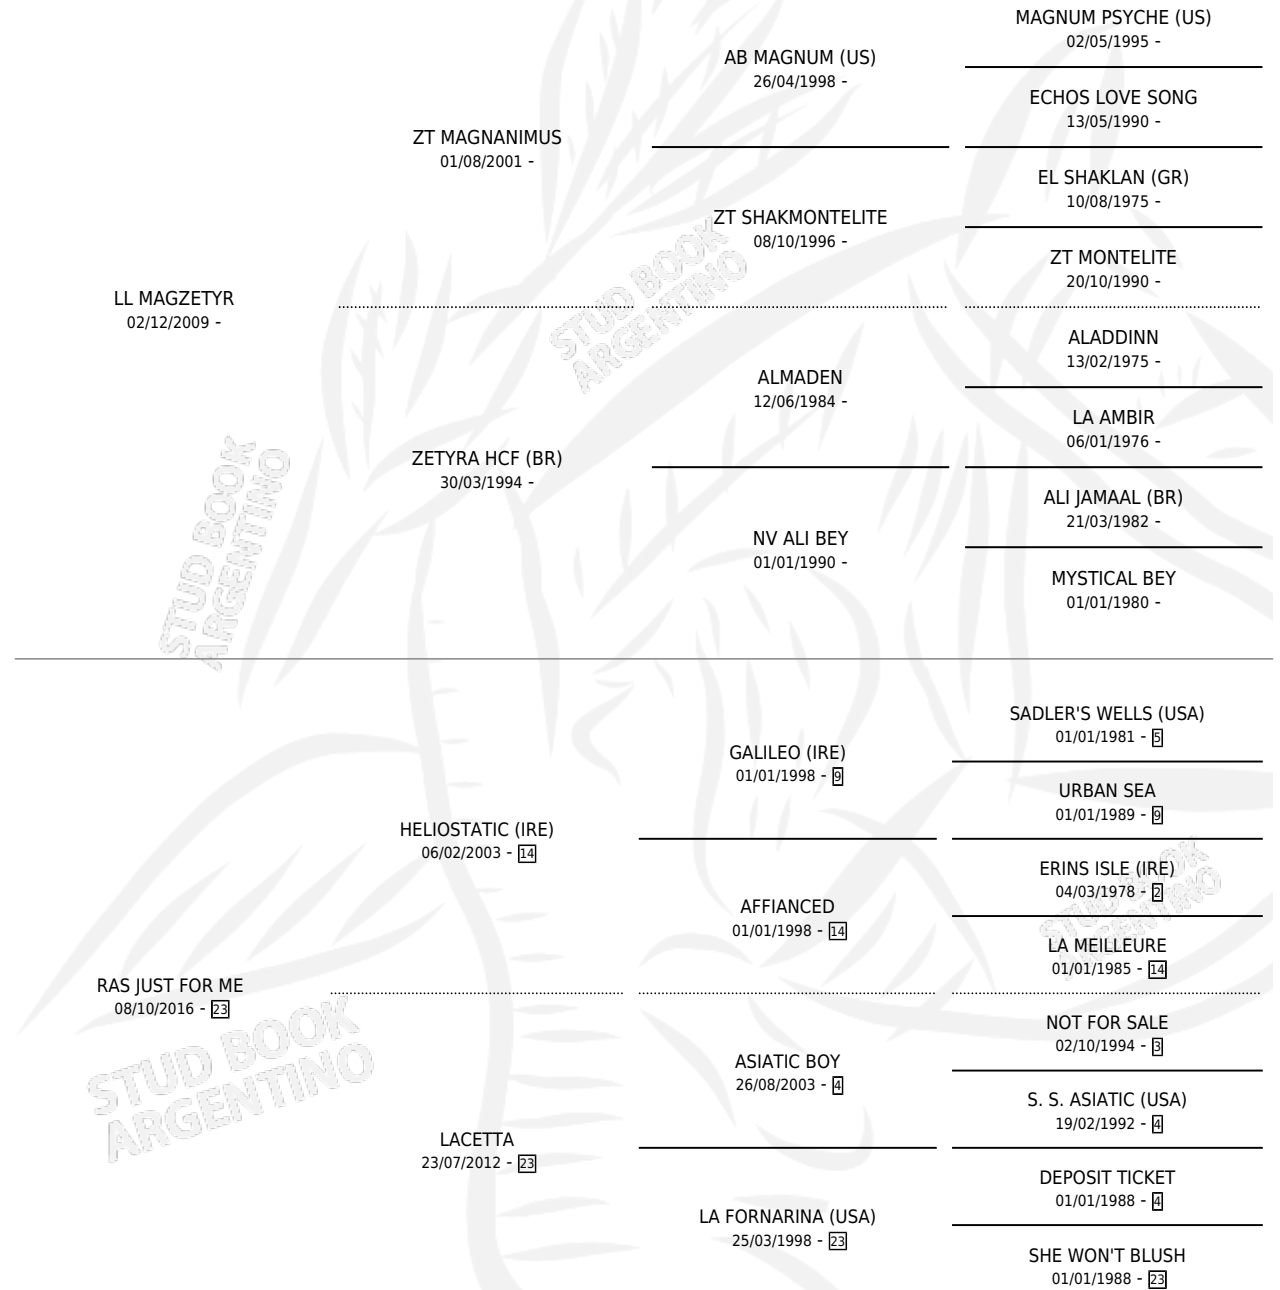 MAGNUM PSYCHE (US)
02/05/1995 -
AB MAGNUM (US)
26/04/1998 -
ECHOS LOVE SONG
13/05/1990 -
ZT MAGNANIMUS
01/08/2001 -
EL SHAKLAN (GR)
10/08/1975 -
ZT SHAKMONTELITE
08/10/1996 -
ZT MONTELITE
20/10/1990 -
LL MAGZETYR
02/12/2009 -
STUD BOOK
ARGENTINO
ALADDINN
13/02/1975 -
ALMADEN
12/06/1984 -
LA AMBIR
06/01/1976 -
ZETYRA HCF (BR)
30/03/1994 -
ALI JAMAAL (BR)
21/03/1982 -
NV ALI BEY
01/01/1990 -
MYSTICAL BEY
01/01/1980 -
STUD BOOK
ARGENTINO
SADLER'S WELLS (USA)
01/01/1981 - 5
GALILEO (IRE)
01/01/1998 - 9
URBAN SEA
01/01/1989 - 9
HELIOSTATIC (IRE)
06/02/2003 - 14
ERINS ISLE (IRE)
04/03/1978 - 2
AFFIANCED
01/01/1998 - 14
STUD BOOK
ARGENTINO
LA MEILLEURE
01/01/1985 - 14
RAS JUST FOR ME
08/10/2016 - 23
STUD BOOK
ARGENTINO
NOT FOR SALE
02/10/1994 - 3
ASIATIC BOY
26/08/2003 - 4
S. S. ASIATIC (USA)
19/02/1992 - 4
LACETTA
23/07/2012 - 23
DEPOSIT TICKET
01/01/1988 - 4
LA FORNARINA (USA)
25/03/1998 - 23
SHE WON'T BLUSH
01/01/1988 - 23